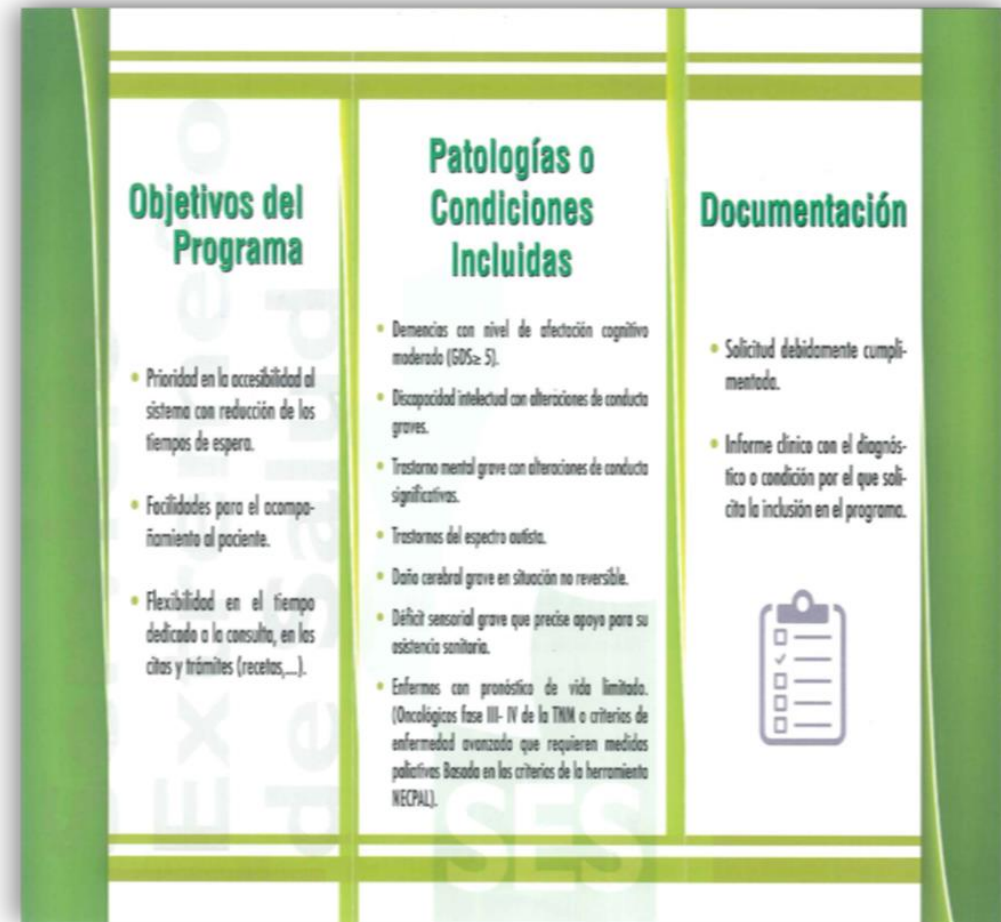 Objetivos del
Programa
• Prioridad en la accesibilidad al
sistema con reducción de los
tiempos de espera.
• Facilidades para el acompa-
ñamiento al paciente.
• Flexibilidad en el tiempo
dedicado a la consulta, en las
citas y trámites (recetas,...).
Patologías o
Condiciones
Incluidas
• Demencias con nivel de afectación cognitivo
moderado (GDS≥ 5).
• Discapacidad intelectual con alteraciones de conducta
graves.
• Trastorno mental grave con alteraciones de conducta
significativas.
• Trastornos del espectro autista.
• Daño cerebral grave en situación no reversible.
• Déficit sensorial grave que precise apoyo para su
asistencia sanitaria.
• Enfermos con pronóstico de vida limitado.
(Oncológicos fase III- IV de la TNM o criterios de
enfermedad avanzada que requieren medidas
paliativas Basada en los criterios de la herramienta
NECPAL).
Documentación
• Solicitud debidamente cumpli-
mentada.
• Informe clínico con el diagnós-
tico o condición por el que soli-
cita la inclusión en el programa.
Extremeño
de Salud
SES